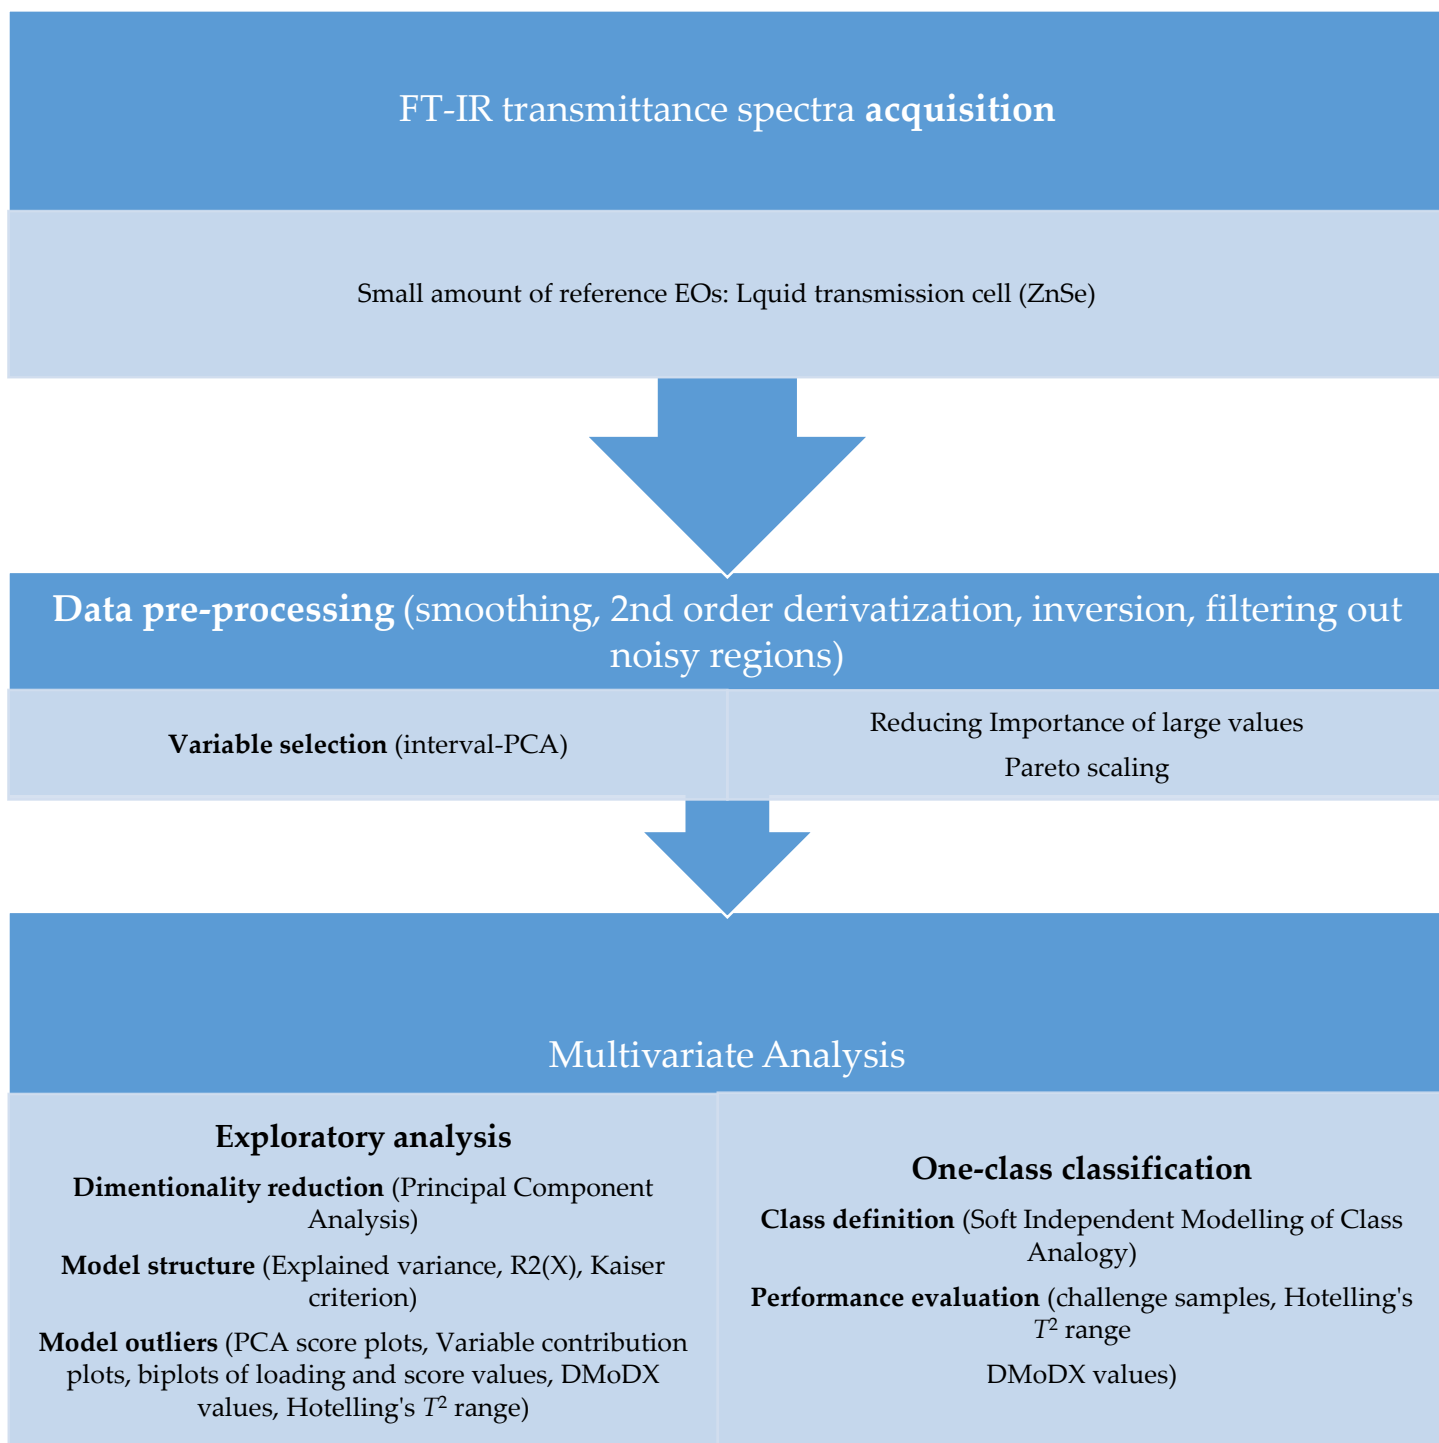 FT-IR transmittance spectra acquisition
Small amount of reference EOs: Lquid transmission cell (ZnSe)
Data pre-processing (smoothing, 2nd order derivatization, inversion, filtering out
noisy regions)
Variable selection (interval-PCA)
Reducing Importance of large values
Pareto scaling
Multivariate Analysis
Exploratory analysis
Dimentionality reduction (Principal Component
Analysis)
Model structure (Explained variance, R2(X), Kaiser
criterion)
Model outliers (PCA score plots, Variable contribution
plots, biplots of loading and score values, DMoDX
values, Hotelling's T² range)
One-class classification
Class definition (Soft Independent Modelling of Class
Analogy)
Performance evaluation (challenge samples, Hotelling's
T² range
DMoDX values)